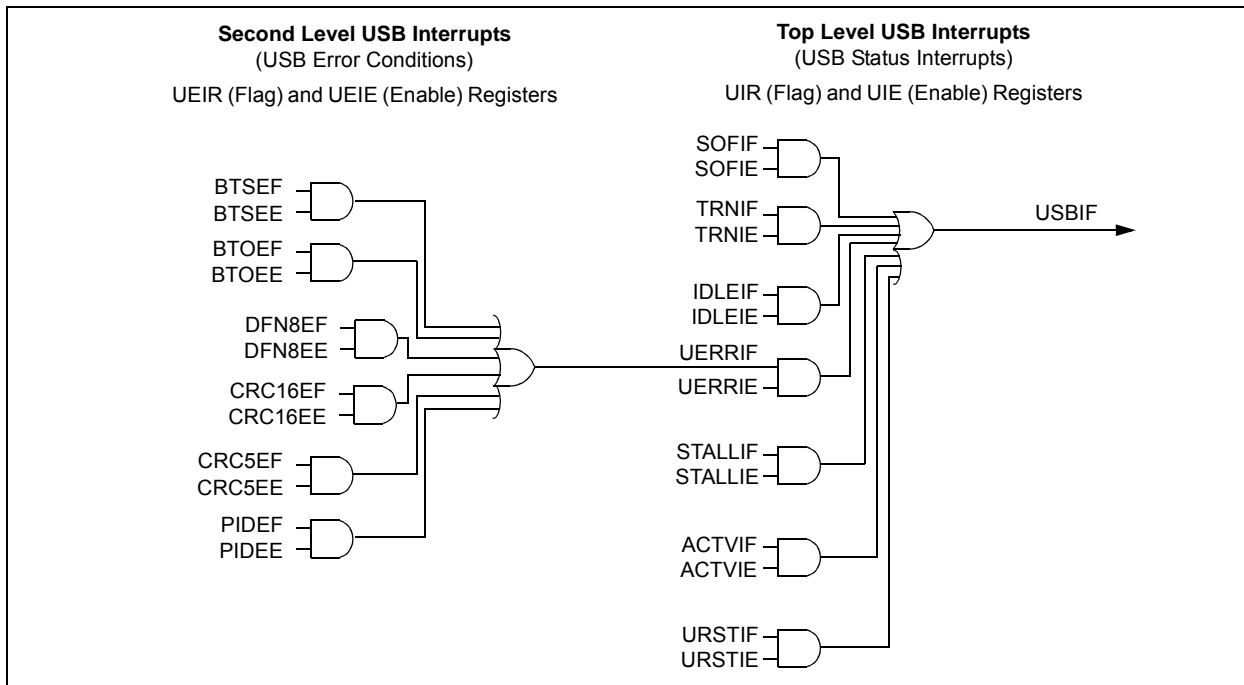 Second Level USB Interrupts
(USB Error Conditions)
UEIR (Flag) and UEIE (Enable) Registers
BTSEF
BTSEE
BTOEF
BTOEE
DFN8EF
DFN8EE
CRC16EF
CRC16EE
CRC5EF
CRC5EE
PIDEF
PIDEE
Top Level USB Interrupts
(USB Status Interrupts)
UIR (Flag) and UIE (Enable) Registers
SOFIF
SOFIE
TRNIF
TRNIE
IDLEIF
IDLEIE
UERRIF
UERRIE
STALLIF
STALLIE
ACTVIF
ACTVIE
URSTIF
URSTIE
USBIF